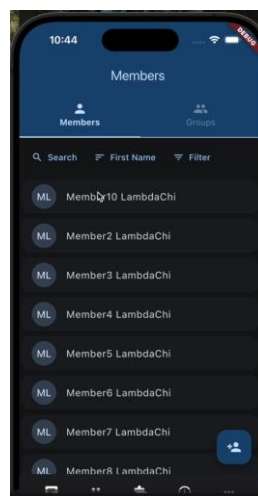 10:44
DEBUG
Members
Members Groups
Search First Name Filter
ML Member10 LambdaChi
ML Member2 LambdaChi
ML Member3 LambdaChi
ML Member4 LambdaChi
ML Member5 LambdaChi
ML Member6 LambdaChi
ML Member7 LambdaChi
ML Member8 LambdaChi